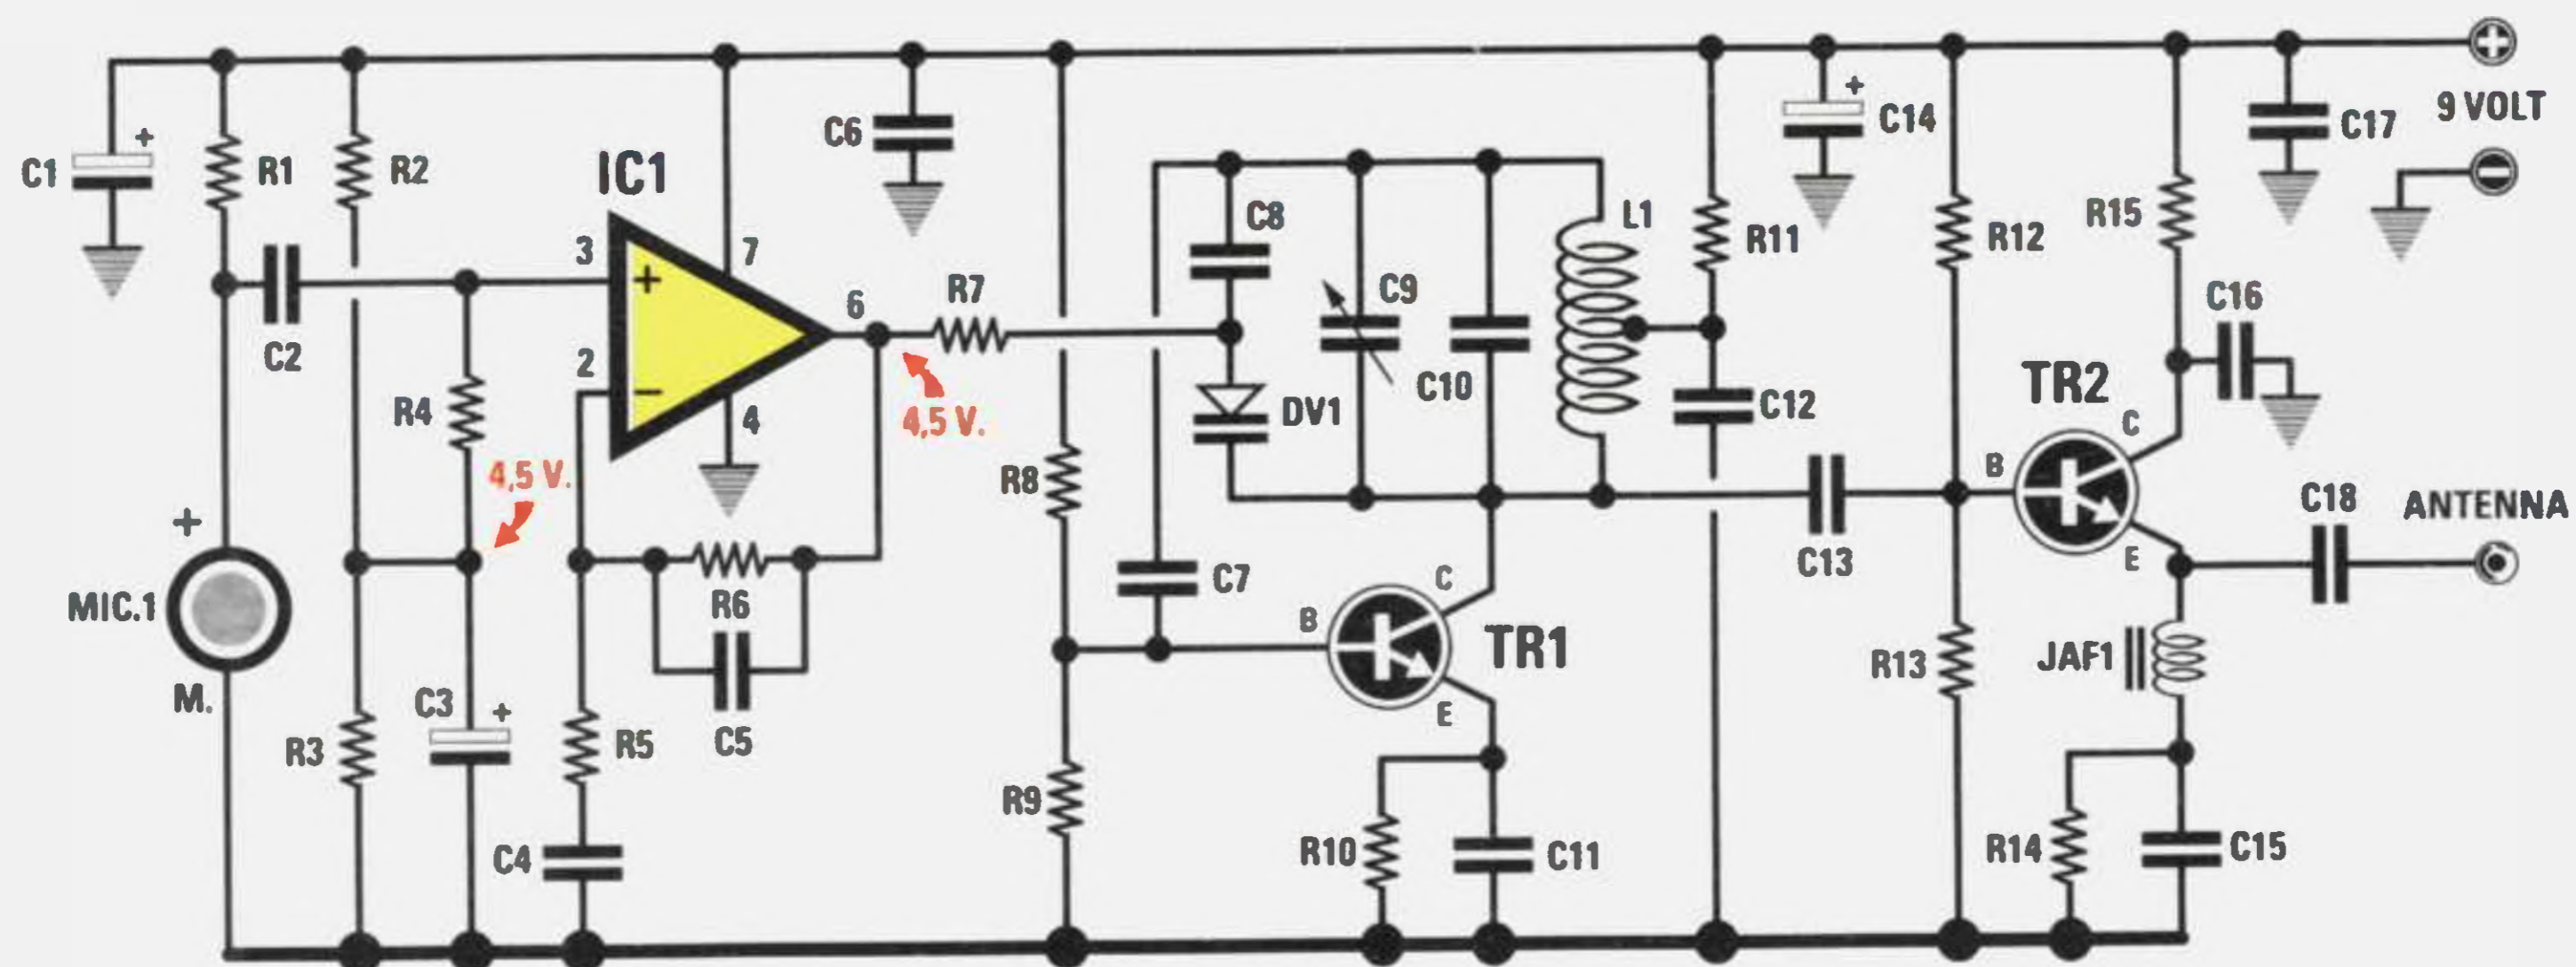 C1
+
R1
R2
IC1
C6
C14
+
C17
9 VOLT
+
−
C2
3
+
7
2
−
4
6
R7
4,5 V.
R4
4,5 V.
C8
C9
C10
DV1
L1
R11
C12
R12
R15
C16
TR2
B
C
E
C18
ANTENNA
+
MIC.1
M.
R3
C3
+
R5
R6
C5
C4
R8
C7
R9
B
C
TR1
E
R10
C11
C13
R13
JAF1
R14
C15